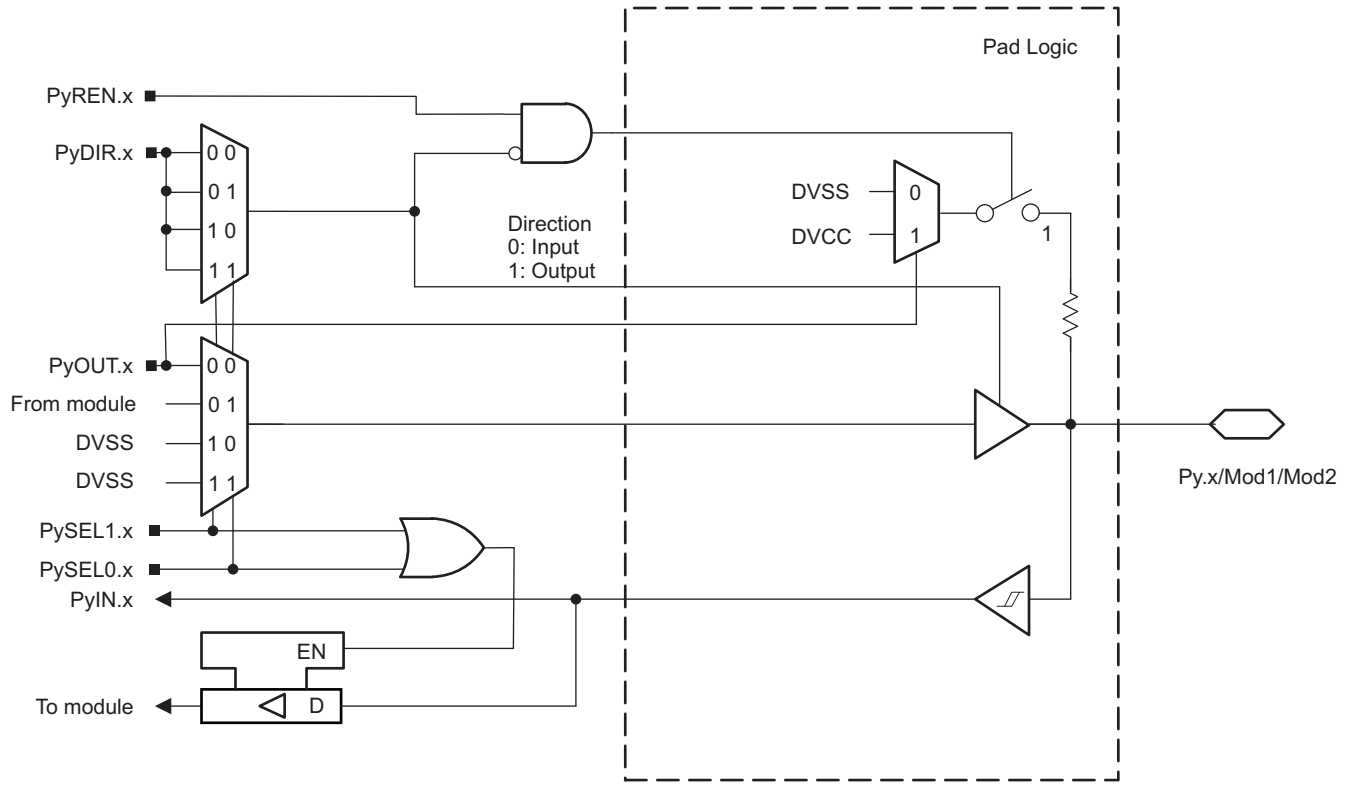 Pad Logic
PyREN.x
PyDIR.x
0 0
0 1
1 0
1 1
Direction
0: Input
1: Output
DVSS
0
DVCC
1
1
PyOUT.x
0 0
From module
0 1
DVSS
1 0
DVSS
1 1
Py.x/Mod1/Mod2
PySEL1.x
PySEL0.x
PyIN.x
EN
To module
D